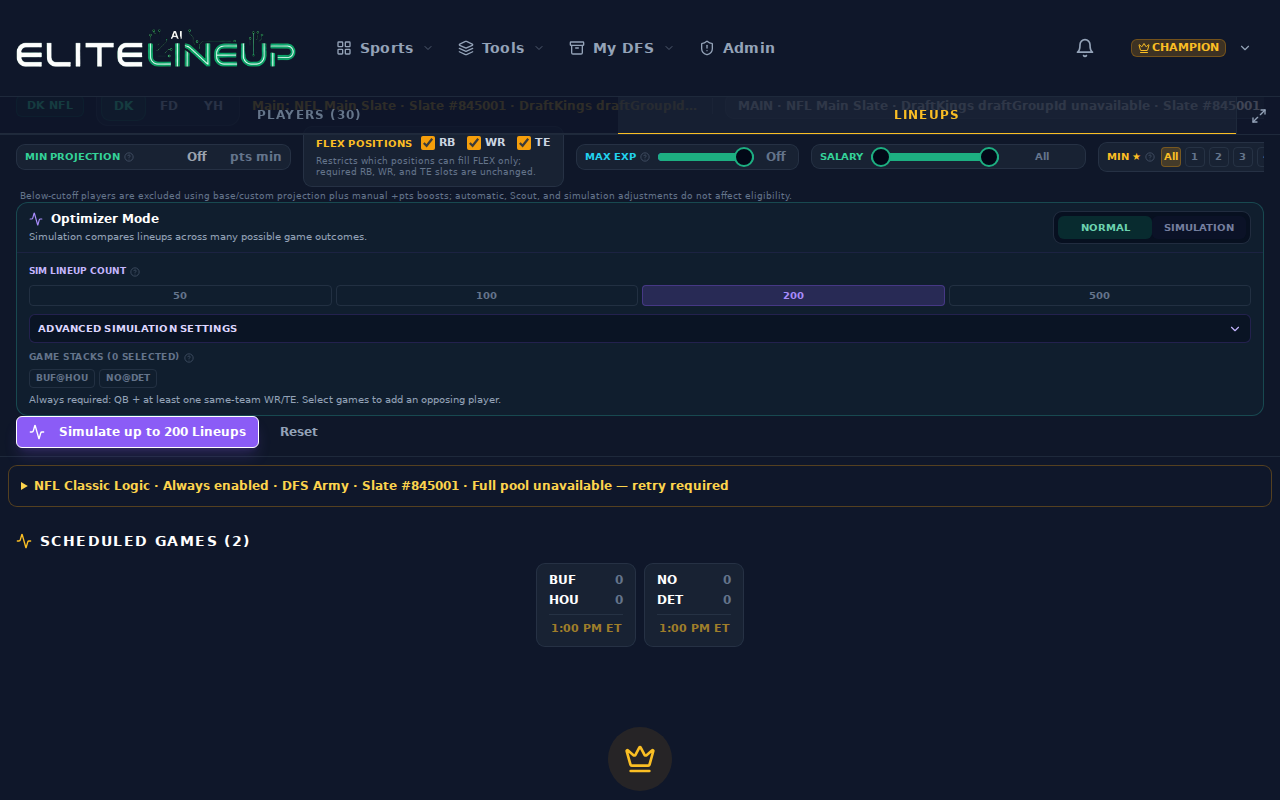 ELITE LINEUP AI
Sports
Tools
My DFS
Admin
CHAMPION
DK NFL
DK
FD
YH
Main: NFL Main Slate · Slate #845001 · DraftKings draftGroupId...
MAIN · NFL Main Slate · DraftKings draftGroupId unavailable · Slate #845001
PLAYERS (30)
LINEUPS
MIN PROJECTION
Off
pts min
FLEX POSITIONS
RB
WR
TE
Restricts which positions can fill FLEX only;
required RB, WR, and TE slots are unchanged.
MAX EXP
Off
SALARY
All
MIN ★
All
1
2
3
Below-cutoff players are excluded using base/custom projection plus manual +pts boosts; automatic, Scout, and simulation adjustments do not affect eligibility.
Optimizer Mode
Simulation compares lineups across many possible game outcomes.
NORMAL
SIMULATION
SIM LINEUP COUNT
50
100
200
500
ADVANCED SIMULATION SETTINGS
GAME STACKS (0 SELECTED)
BUF@HOU
NO@DET
Always required: QB + at least one same-team WR/TE. Select games to add an opposing player.
Simulate up to 200 Lineups
Reset
NFL Classic Logic · Always enabled · DFS Army · Slate #845001 · Full pool unavailable — retry required
SCHEDULED GAMES (2)
BUF 0
HOU 0
1:00 PM ET
NO 0
DET 0
1:00 PM ET